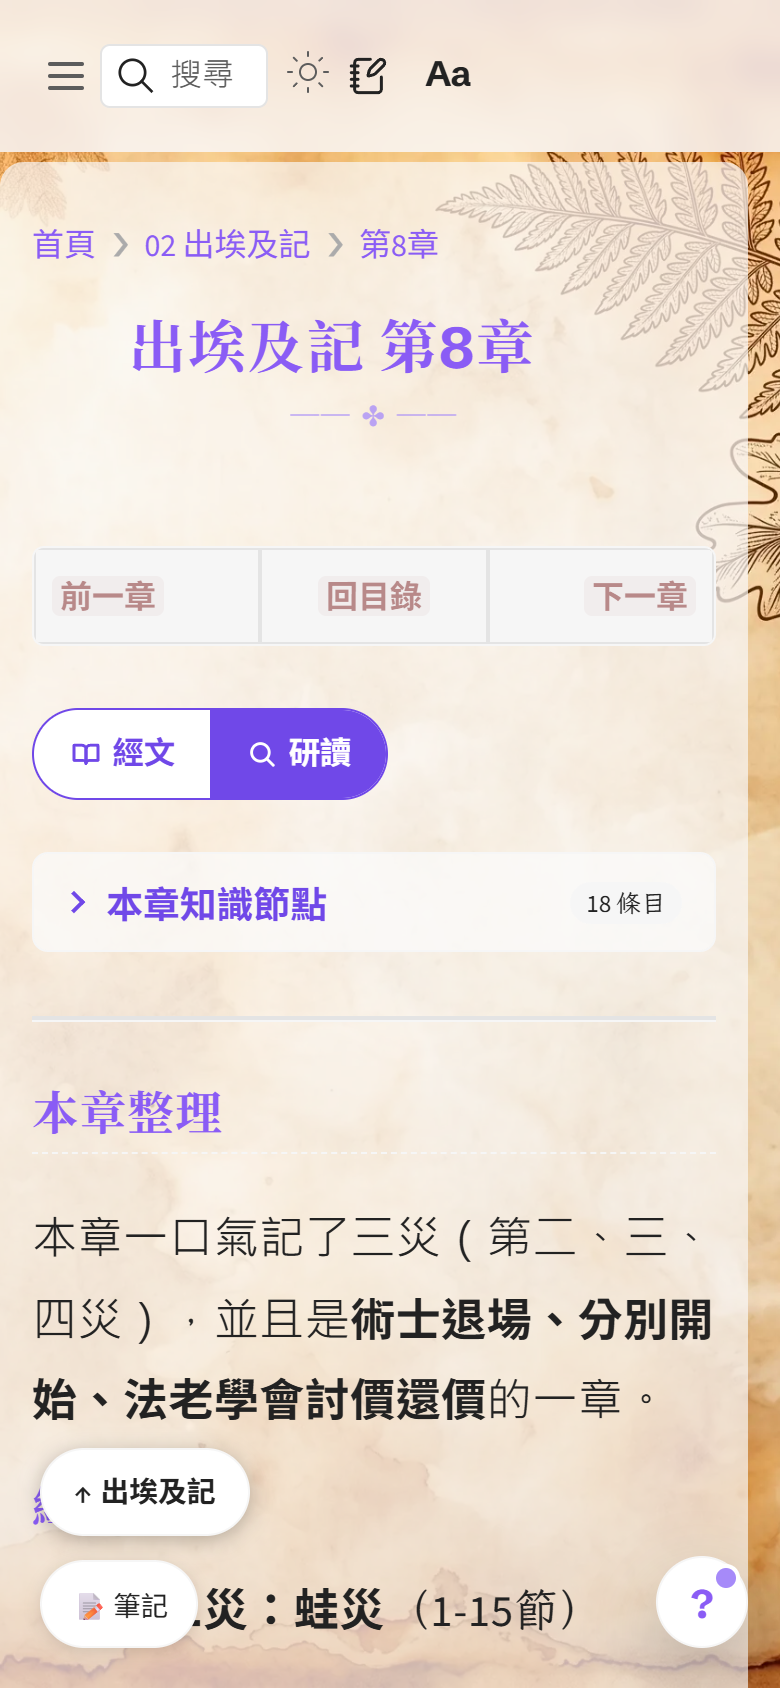 搜尋
Aa
首頁 › 02 出埃及記 › 第8章
出埃及記 第8章
前一章 回目錄 下一章
經文 研讀
本章知識節點 18 條目
本章整理
本章一口氣記了三災(第二、三、
四災),並且是術士退場、分別開
始、法老學會討價還價的一章。
↑ 出埃及記
災：蛙災（1-15節）
📝 筆記
?